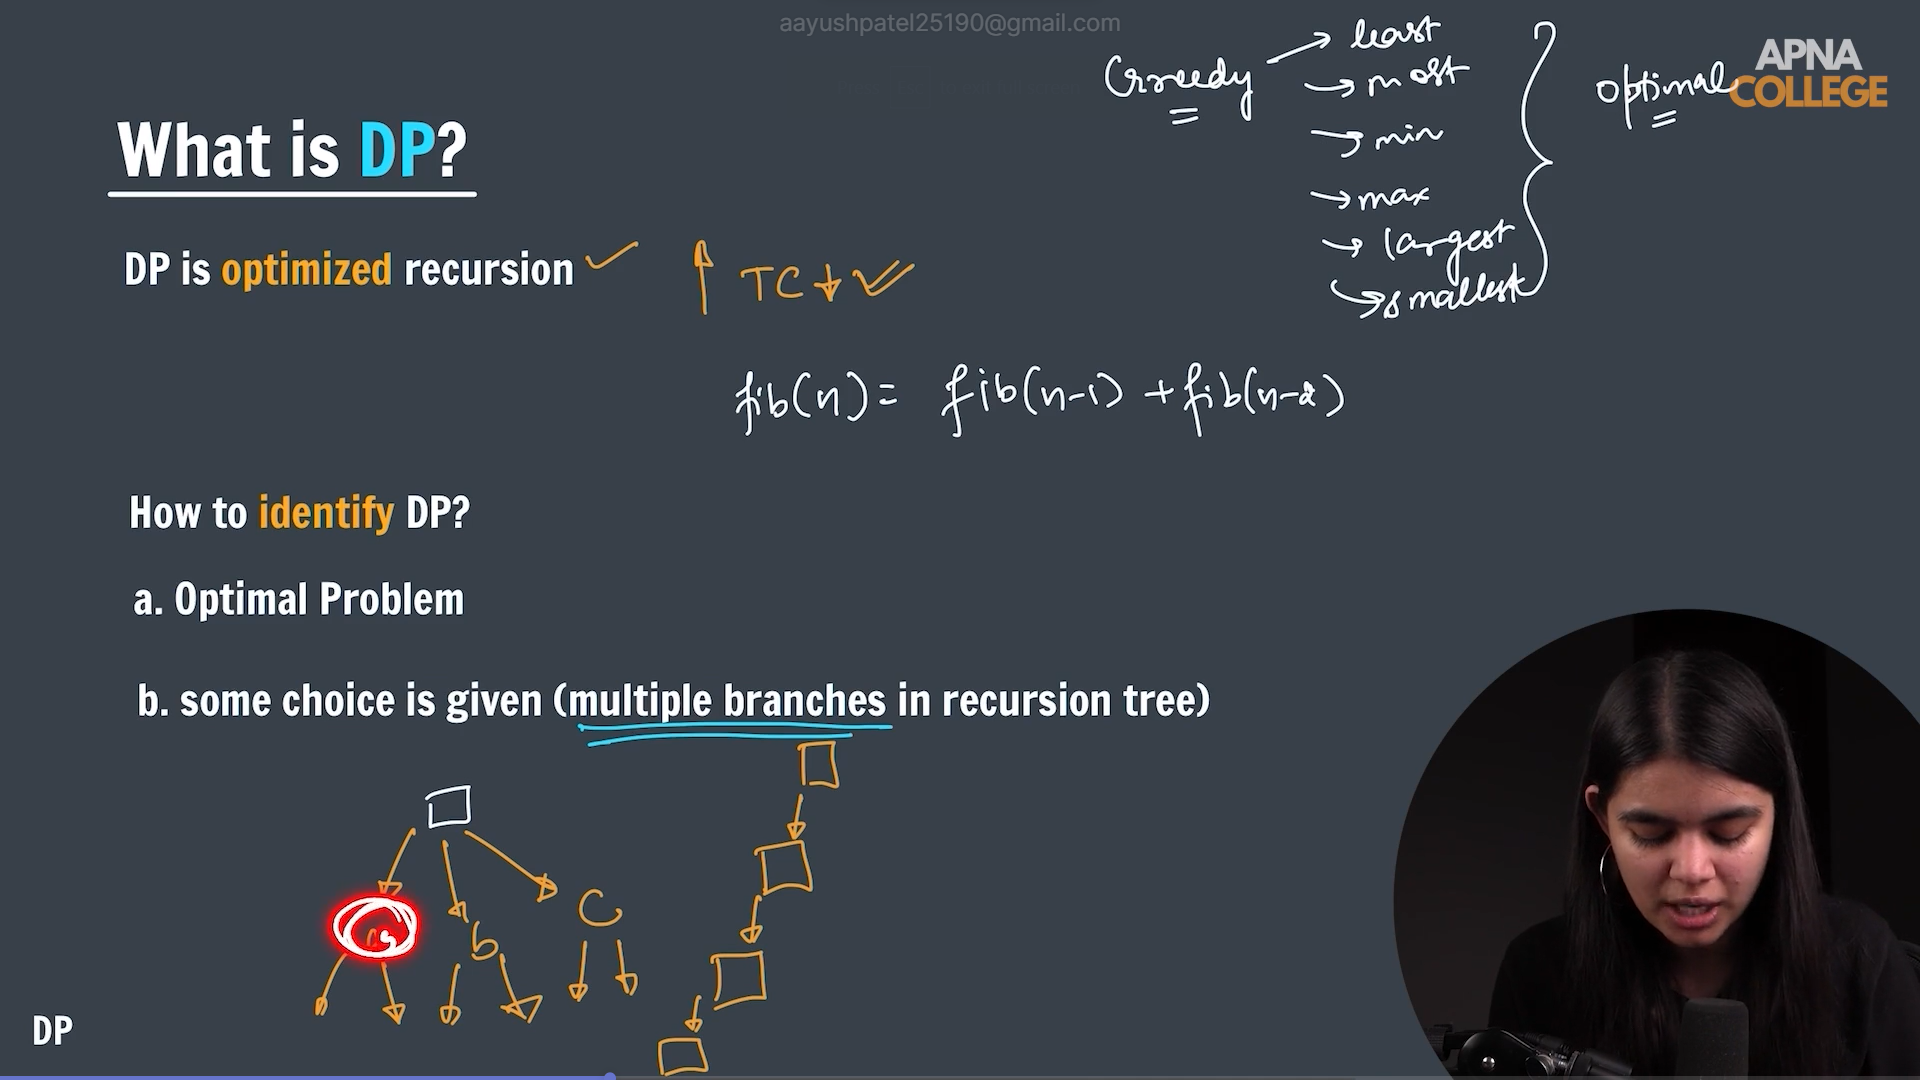 aayushpatel25190@gmail.com
APNA
COLLEGE
Greedy → least
→ most
→ min
→ max
→ largest
→ smallest
optimal
What is DP?
DP is optimized recursion ✓
↑ TC ↓ ✓
fib(n) = fib(n-1) + fib(n-2)
How to identify DP?
a. Optimal Problem
b. some choice is given (multiple branches in recursion tree)
b
C
DP